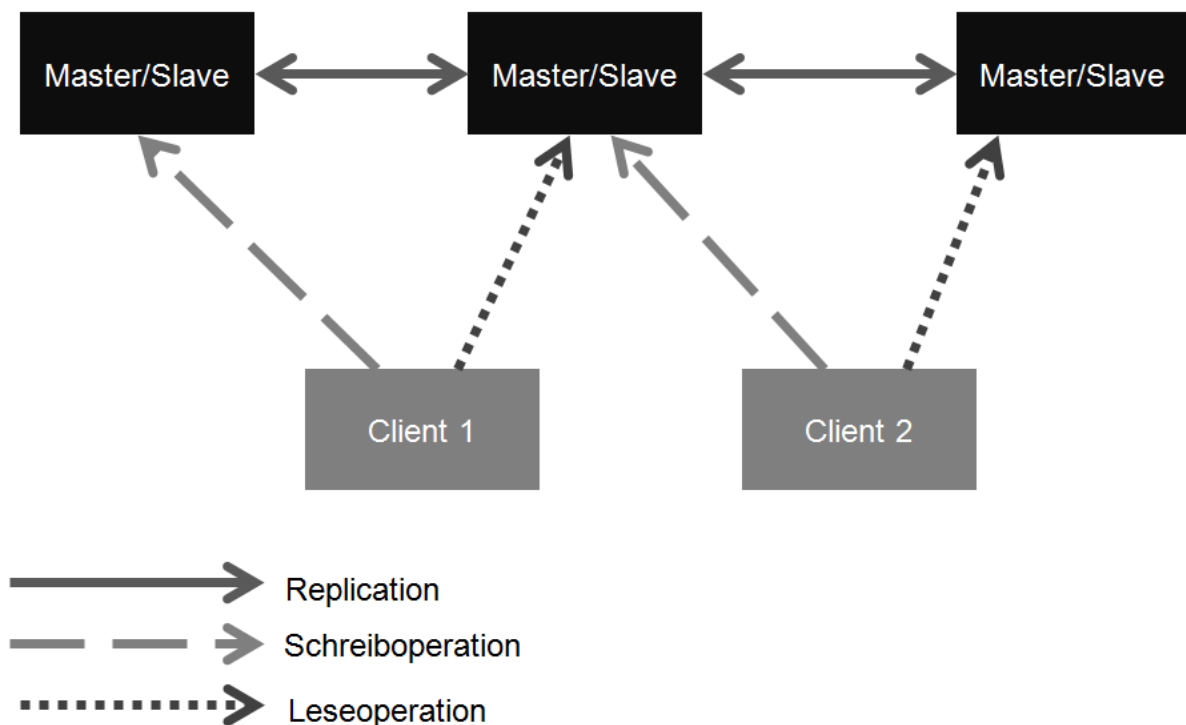 Master/Slave
Master/Slave
Master/Slave
Client 1
Client 2
Replication
Schreiboperation
Leseoperation